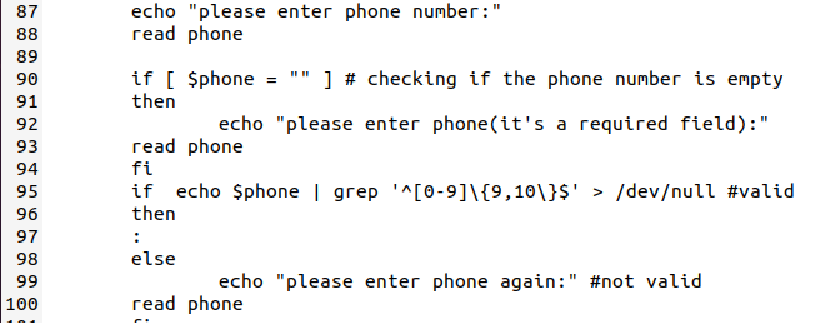 87 echo "please enter phone number:"
88 read phone
89
90 if [ $phone = "" ] # checking if the phone number is empty
91 then
92 echo "please enter phone(it's a required field):"
93 read phone
94 fi
95 if  echo $phone | grep '^[0-9]\{9,10\}$' > /dev/null #valid
96 then
97 :
98 else
99 echo "please enter phone again:" #not valid
100 read phone